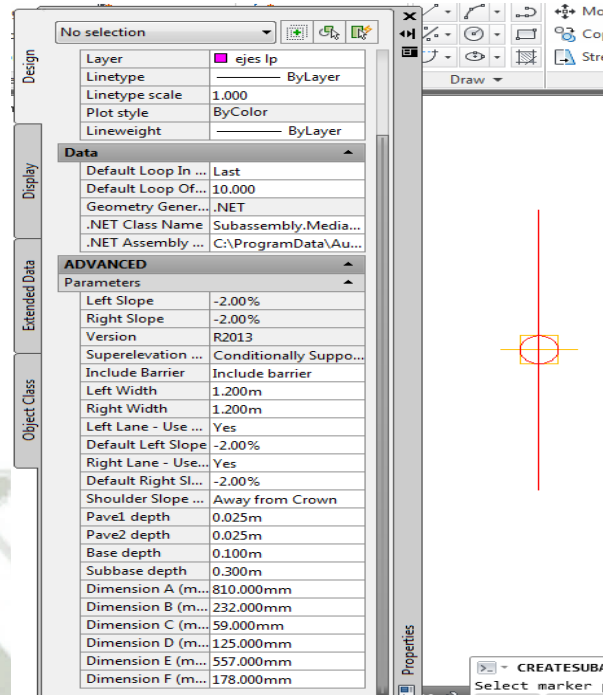 No selection
Design
Display
Extended Data
Object Class
Layer ejes lp
Linetype ByLayer
Linetype scale 1.000
Plot style ByColor
Lineweight ByLayer
Data
Default Loop In ... Last
Default Loop Of... 10.000
Geometry Gener... .NET
.NET Class Name Subassembly.Media...
.NET Assembly ... C:\ProgramData\Au...
ADVANCED
Parameters
Left Slope -2.00%
Right Slope -2.00%
Version R2013
Superelevation ... Conditionally Suppo...
Include Barrier Include barrier
Left Width 1.200m
Right Width 1.200m
Left Lane - Use ... Yes
Default Left Slope -2.00%
Right Lane - Use... Yes
Default Right Sl... -2.00%
Shoulder Slope ... Away from Crown
Pave1 depth 0.025m
Pave2 depth 0.025m
Base depth 0.100m
Subbase depth 0.300m
Dimension A (m... 810.000mm
Dimension B (m... 232.000mm
Dimension C (m... 59.000mm
Dimension D (m... 125.000mm
Dimension E (m... 557.000mm
Dimension F (m... 178.000mm
Properties
Mo
Co
Stre
Draw
CREATESUBA
Select marker